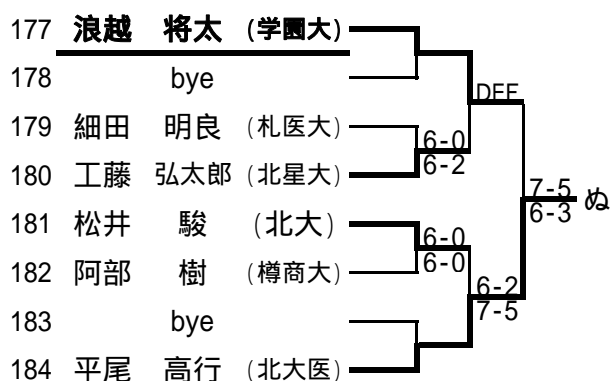 177 浪越 将太 (学園大)
178 bye
DEF
179 細田 明良 (札医大)
6-0
6-2
180 工藤 弘太郎 (北星大)
7-5
6-3
ぬ
181 松井 駿 (北大)
6-0
6-0
182 阿部 樹 (樽商大)
6-2
7-5
183 bye
184 平尾 高行 (北大医)